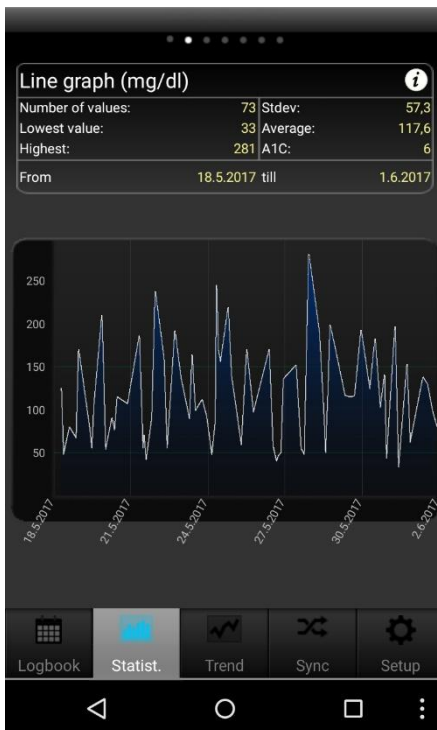 Line graph (mg/dl)
Number of values: 73 Stdev: 57,3
Lowest value: 33 Average: 117,6
Highest: 281 A1C: 6
From 18.5.2017 till 1.6.2017
250
200
150
100
50
18.5.2017 21.5.2017 24.5.2017 27.5.2017 30.5.2017 2.6.2017
Logbook Statist. Trend Sync Setup